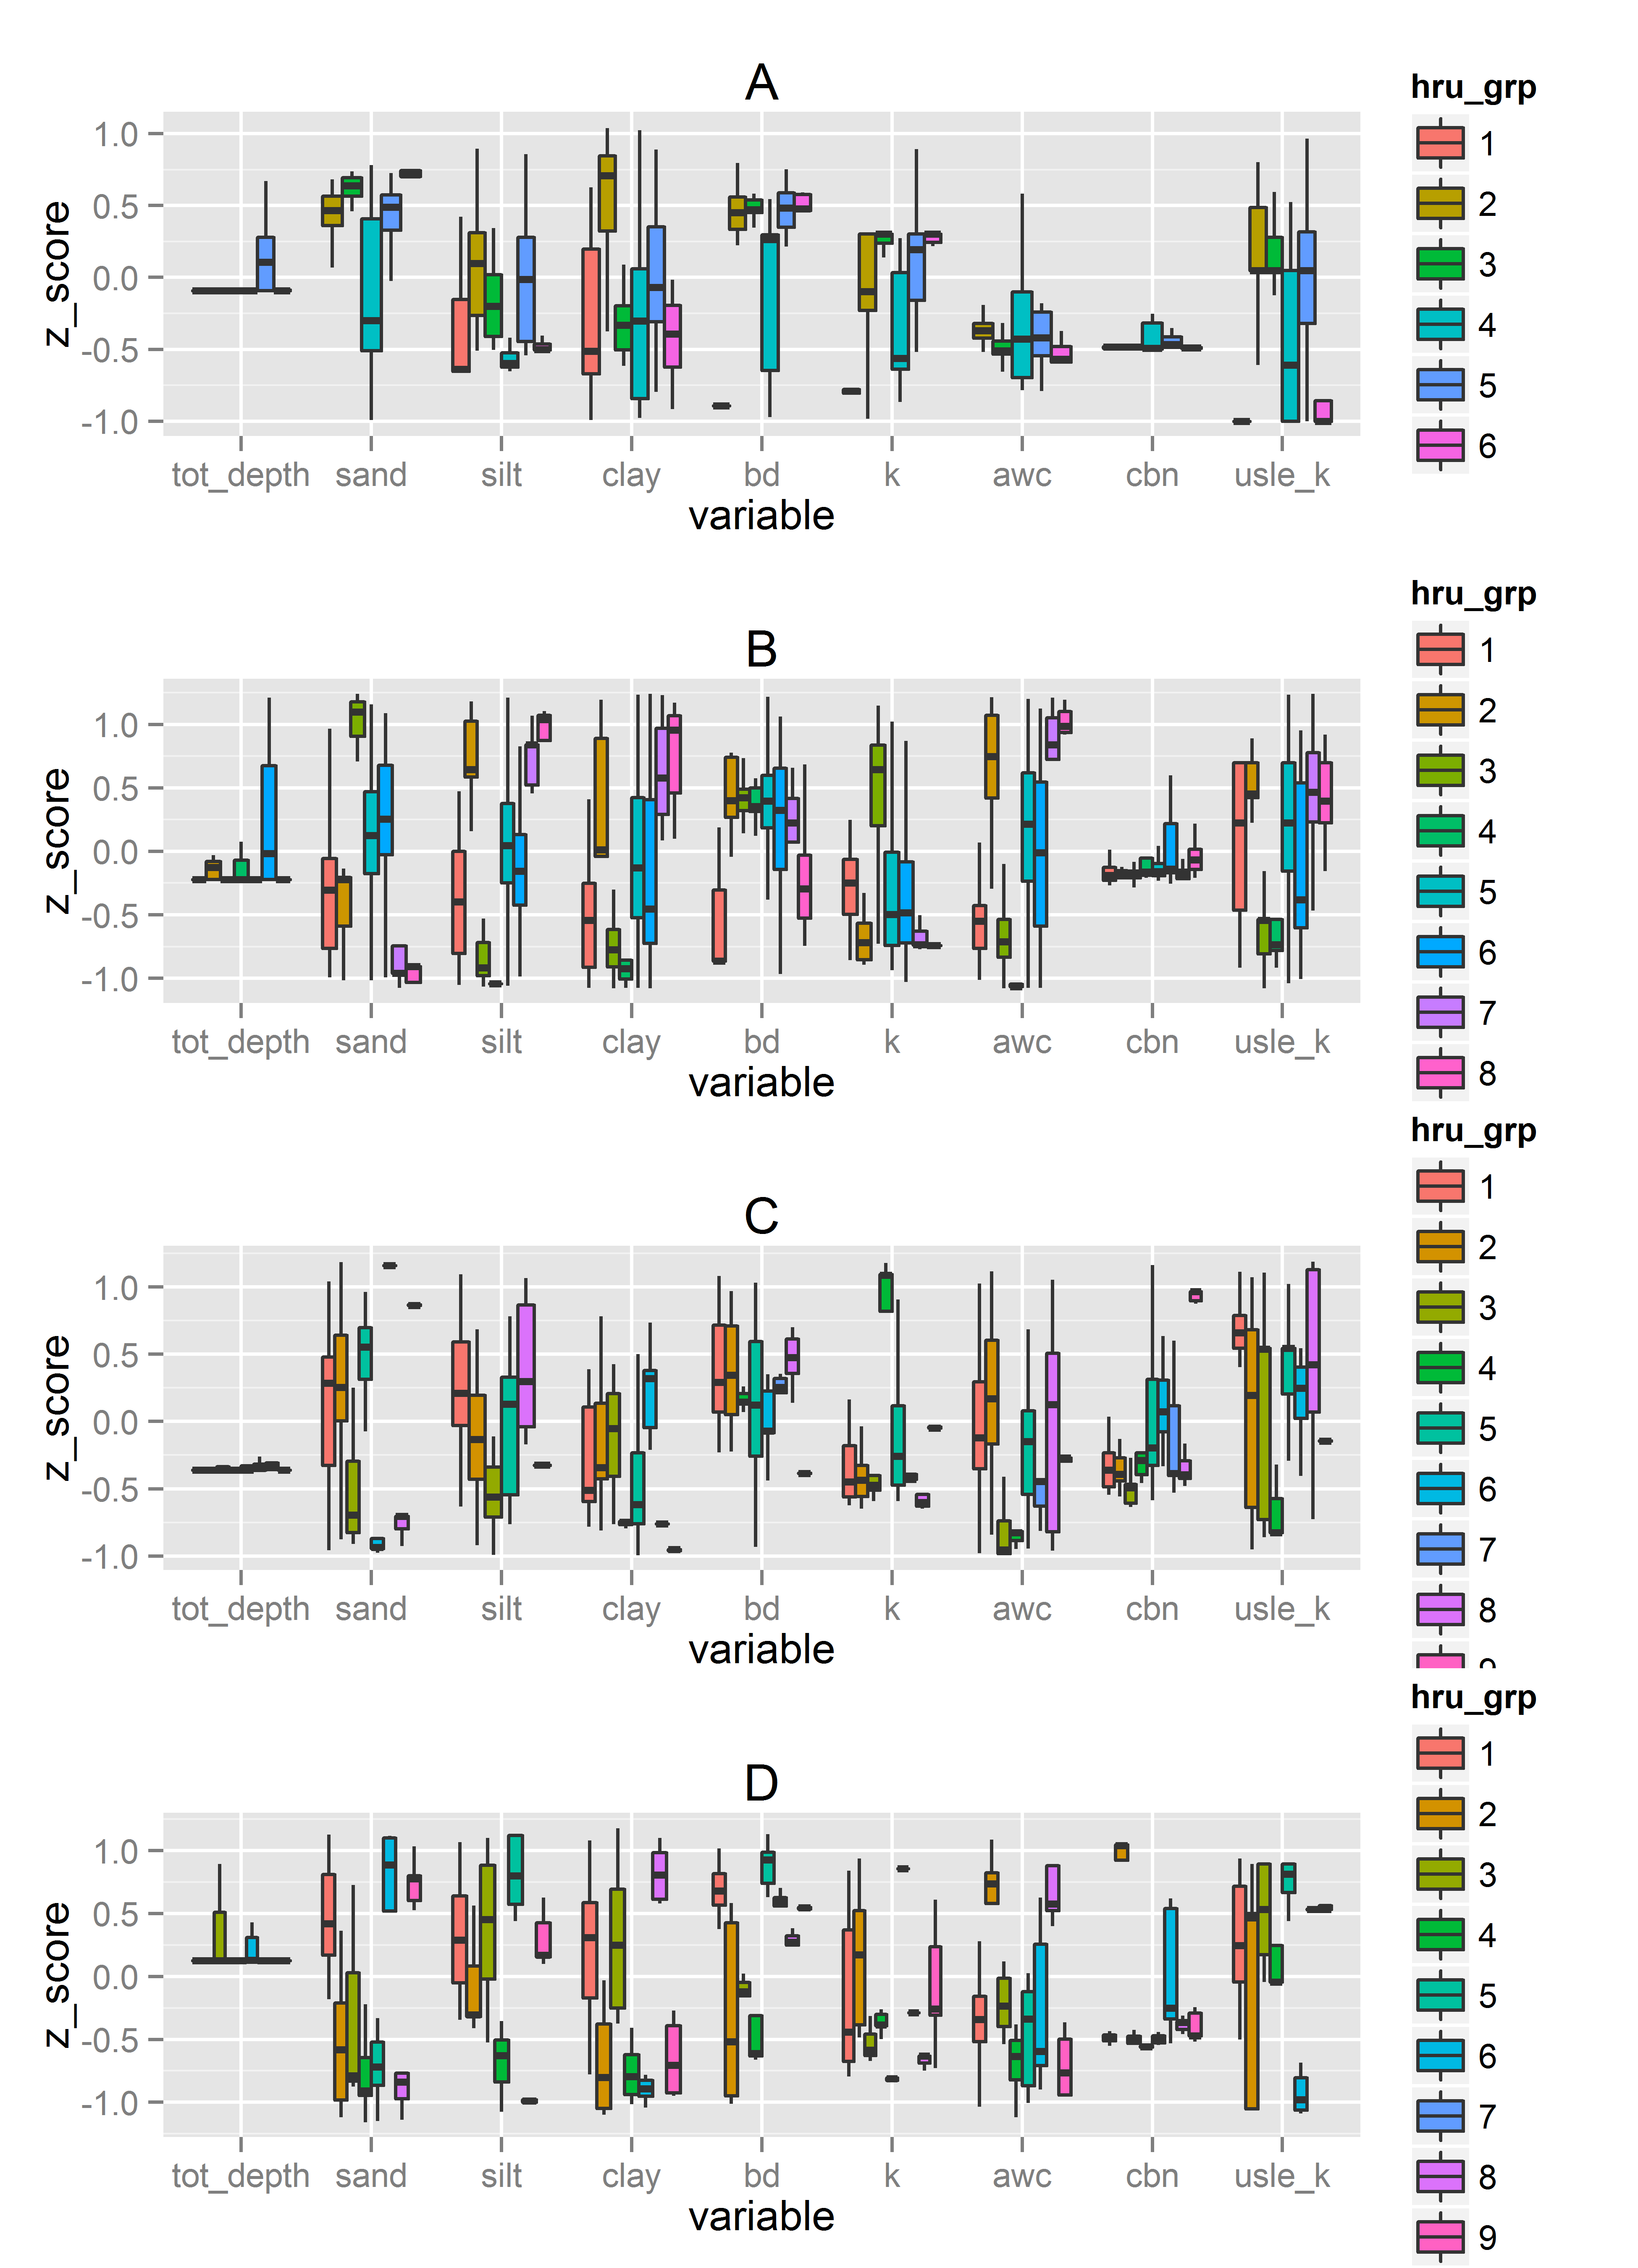 A
hru_grp
1
2
3
4
5
6
z_score
1.0
0.5
0.0
-0.5
-1.0
tot_depth sand silt clay bd k awc cbn usle_k
variable
B
hru_grp
1
2
3
4
5
6
7
8
z_score
1.0
0.5
0.0
-0.5
-1.0
tot_depth sand silt clay bd k awc cbn usle_k
variable
C
hru_grp
1
2
3
4
5
6
7
8
z_score
1.0
0.5
0.0
-0.5
-1.0
tot_depth sand silt clay bd k awc cbn usle_k
variable
D
hru_grp
1
2
3
4
5
6
7
8
9
z_score
1.0
0.5
0.0
-0.5
-1.0
tot_depth sand silt clay bd k awc cbn usle_k
variable